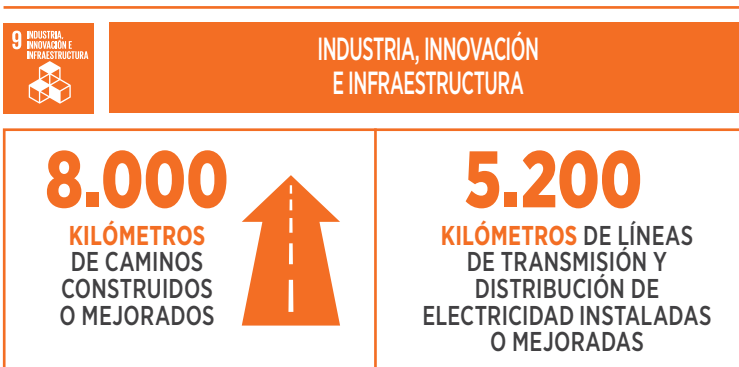 9 INDUSTRIA,
INNOVACIÓN E
INFRAESTRUCTURA
INDUSTRIA, INNOVACIÓN
E INFRAESTRUCTURA
8.000
KILÓMETROS
DE CAMINOS
CONSTRUIDOS
O MEJORADOS
5.200
KILÓMETROS DE LÍNEAS
DE TRANSMISIÓN Y
DISTRIBUCIÓN DE
ELECTRICIDAD INSTALADAS
O MEJORADAS